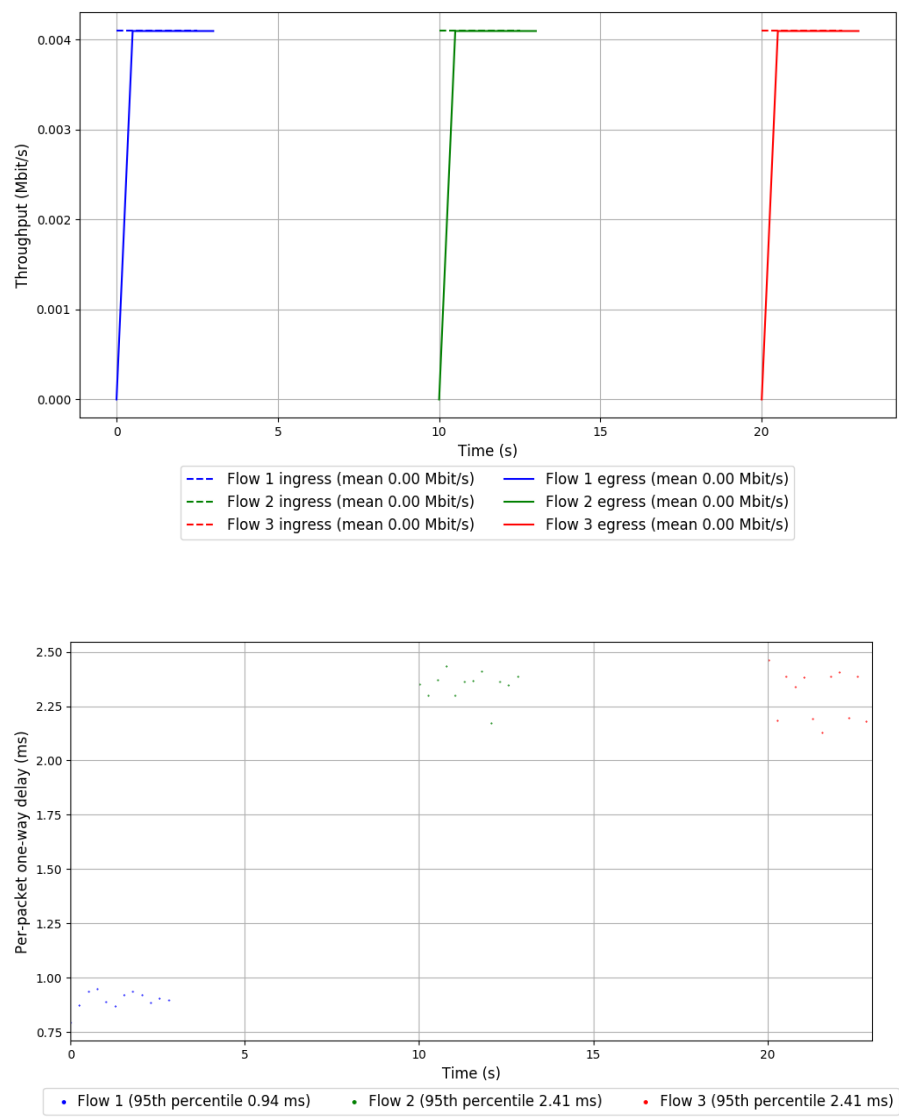 0.004
0.003
0.002
0.001
0.000
Throughput (Mbit/s)
0 5 10 15 20
Time (s)
Flow 1 ingress (mean 0.00 Mbit/s) Flow 1 egress (mean 0.00 Mbit/s)
Flow 2 ingress (mean 0.00 Mbit/s) Flow 2 egress (mean 0.00 Mbit/s)
Flow 3 ingress (mean 0.00 Mbit/s) Flow 3 egress (mean 0.00 Mbit/s)
2.50
2.25
2.00
1.75
1.50
1.25
1.00
0.75
Per-packet one-way delay (ms)
0 5 10 15 20
Time (s)
Flow 1 (95th percentile 0.94 ms) Flow 2 (95th percentile 2.41 ms) Flow 3 (95th percentile 2.41 ms)